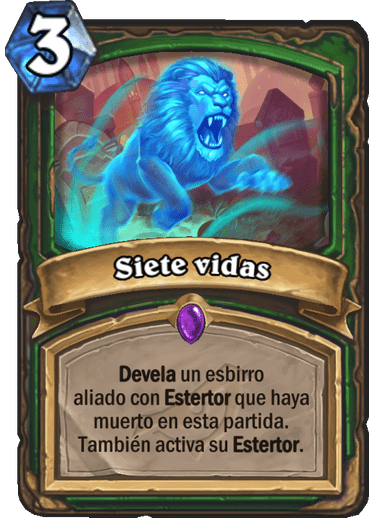 3
Siete vidas
Devela un esbirro
aliado con Estertor que haya
muerto en esta partida.
También activa su Estertor.